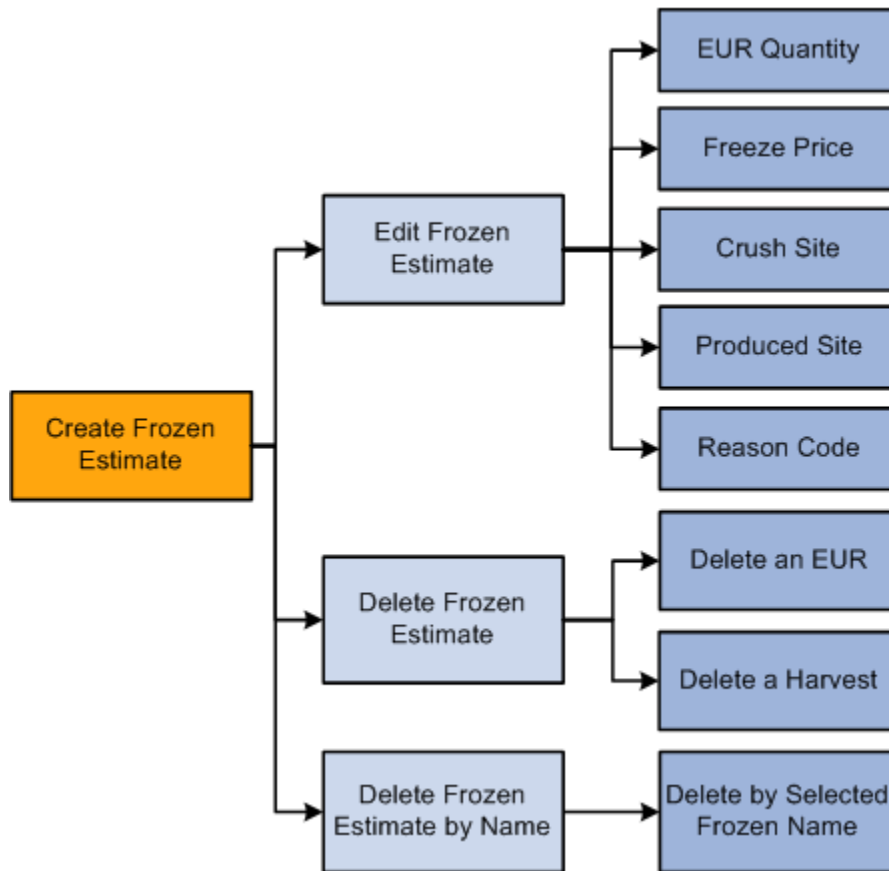 EUR Quantity
Freeze Price
Edit Frozen
Estimate
Crush Site
Produced Site
Create Frozen
Estimate
Reason Code
Delete an EUR
Delete Frozen
Estimate
Delete a Harvest
Delete Frozen
Estimate by Name
Delete by Selected
Frozen Name